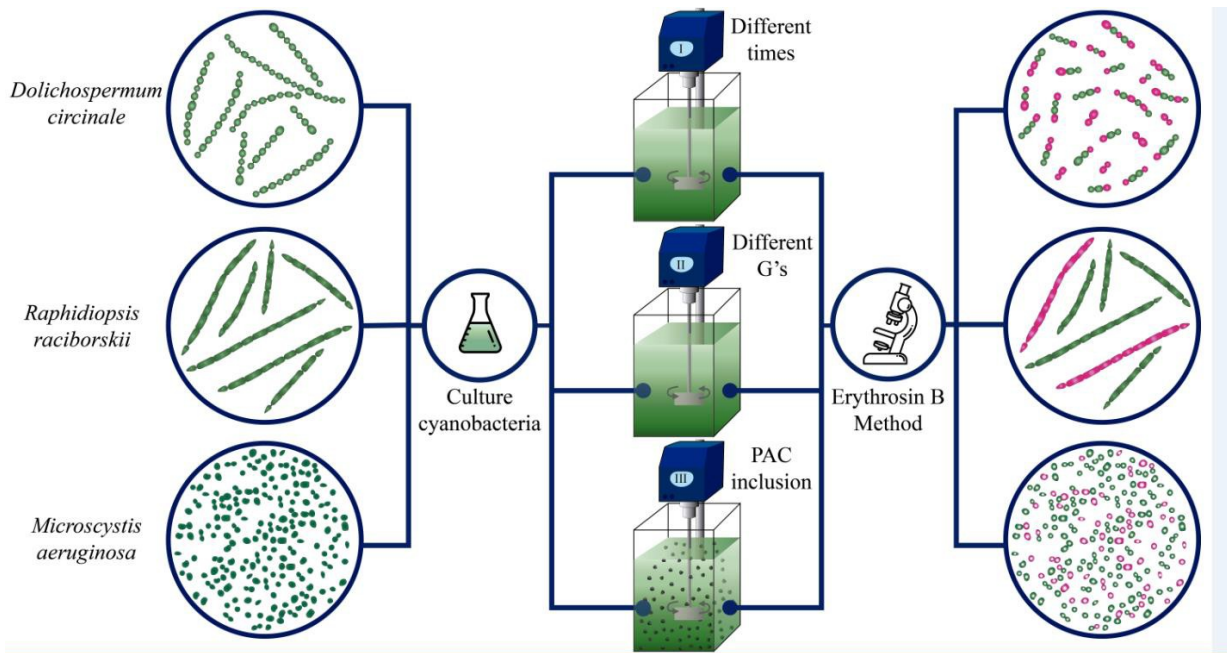 Dolichospermum
circinale
Raphidiopsis
raciborskii
Microscystis
aeruginosa
Culture
cyanobacteria
I
Different
times
II
Different
G's
III
PAC
inclusion
Erythrosin B
Method